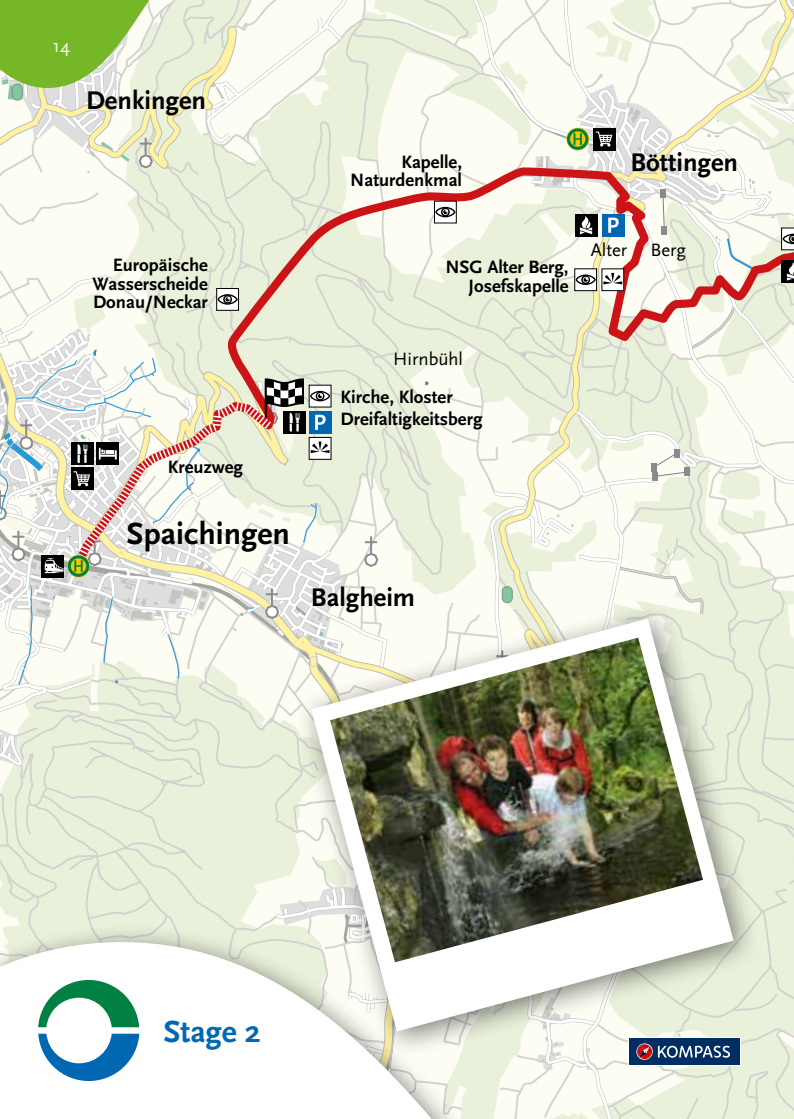 14
Denkingen
Kapelle,
Naturdenkmal
H
Böttingen
P
Alter Berg
NSG Alter Berg,
Josefskapelle
Europäische
Wasserscheide
Donau/Neckar
Hirnbühl
Kirche, Kloster
P
Dreifaltigkeitsberg
Kreuzweg
Spaichingen
H
Balgheim
Stage 2
KOMPASS